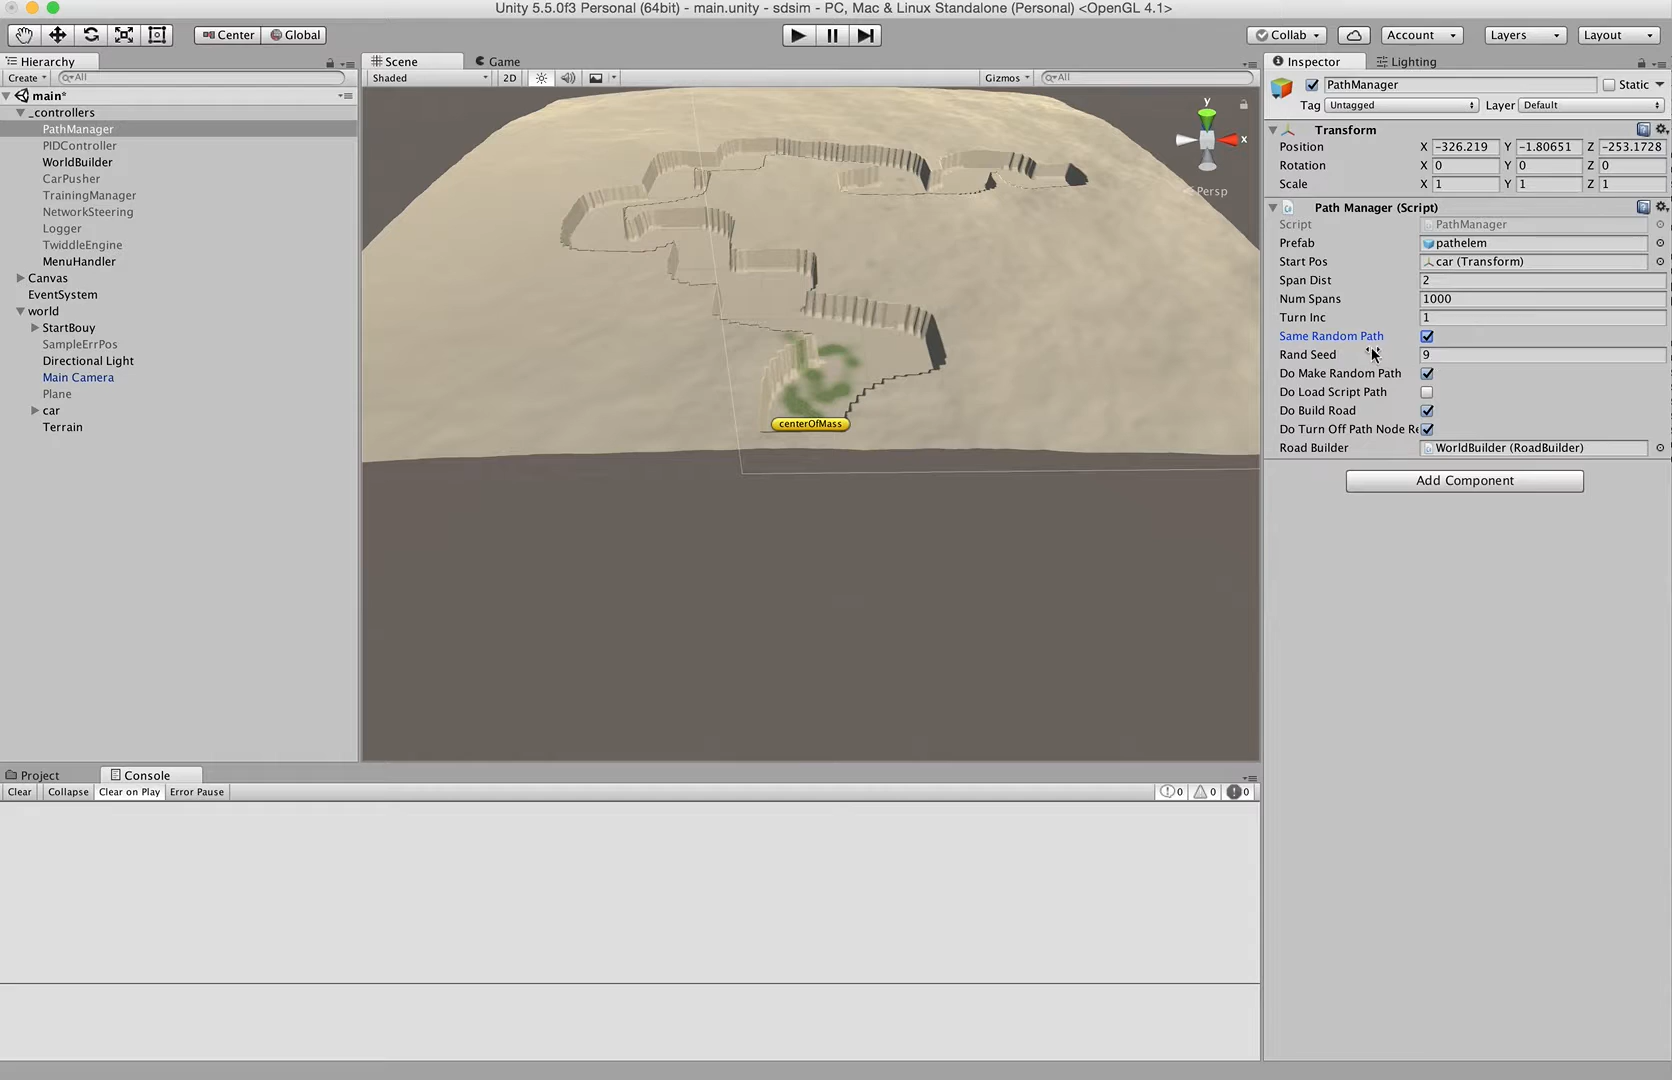 Unity 5.5.0f3 Personal (64bit) - main.unity - sdsim - PC, Mac & Linux Standalone (Personal) <OpenGL 4.1>
Center Global Collab Account Layers Layout
Hierarchy
Create All
main*
_controllers
PathManager
PIDController
WorldBuilder
CarPusher
TrainingManager
NetworkSteering
Logger
TwiddleEngine
MenuHandler
Canvas
EventSystem
world
StartBouy
SampleErrPos
Directional Light
Main Camera
Plane
car
Terrain
Scene Game
Shaded 2D Gizmos All
y
x
Persp
centerOfMass
Inspector Lighting
PathManager Static
Tag Untagged Layer Default
Transform
Position X -326.219 Y -1.80651 Z -253.1728
Rotation X 0 Y 0 Z 0
Scale X 1 Y 1 Z 1
Path Manager (Script)
Script PathManager
Prefab pathelem
Start Pos car (Transform)
Span Dist 2
Num Spans 1000
Turn Inc 1
Same Random Path
Rand Seed 9
Do Make Random Path
Do Load Script Path
Do Build Road
Do Turn Off Path Node Re
Road Builder WorldBuilder (RoadBuilder)
Add Component
Project Console
Clear Collapse Clear on Play Error Pause 0 0 0